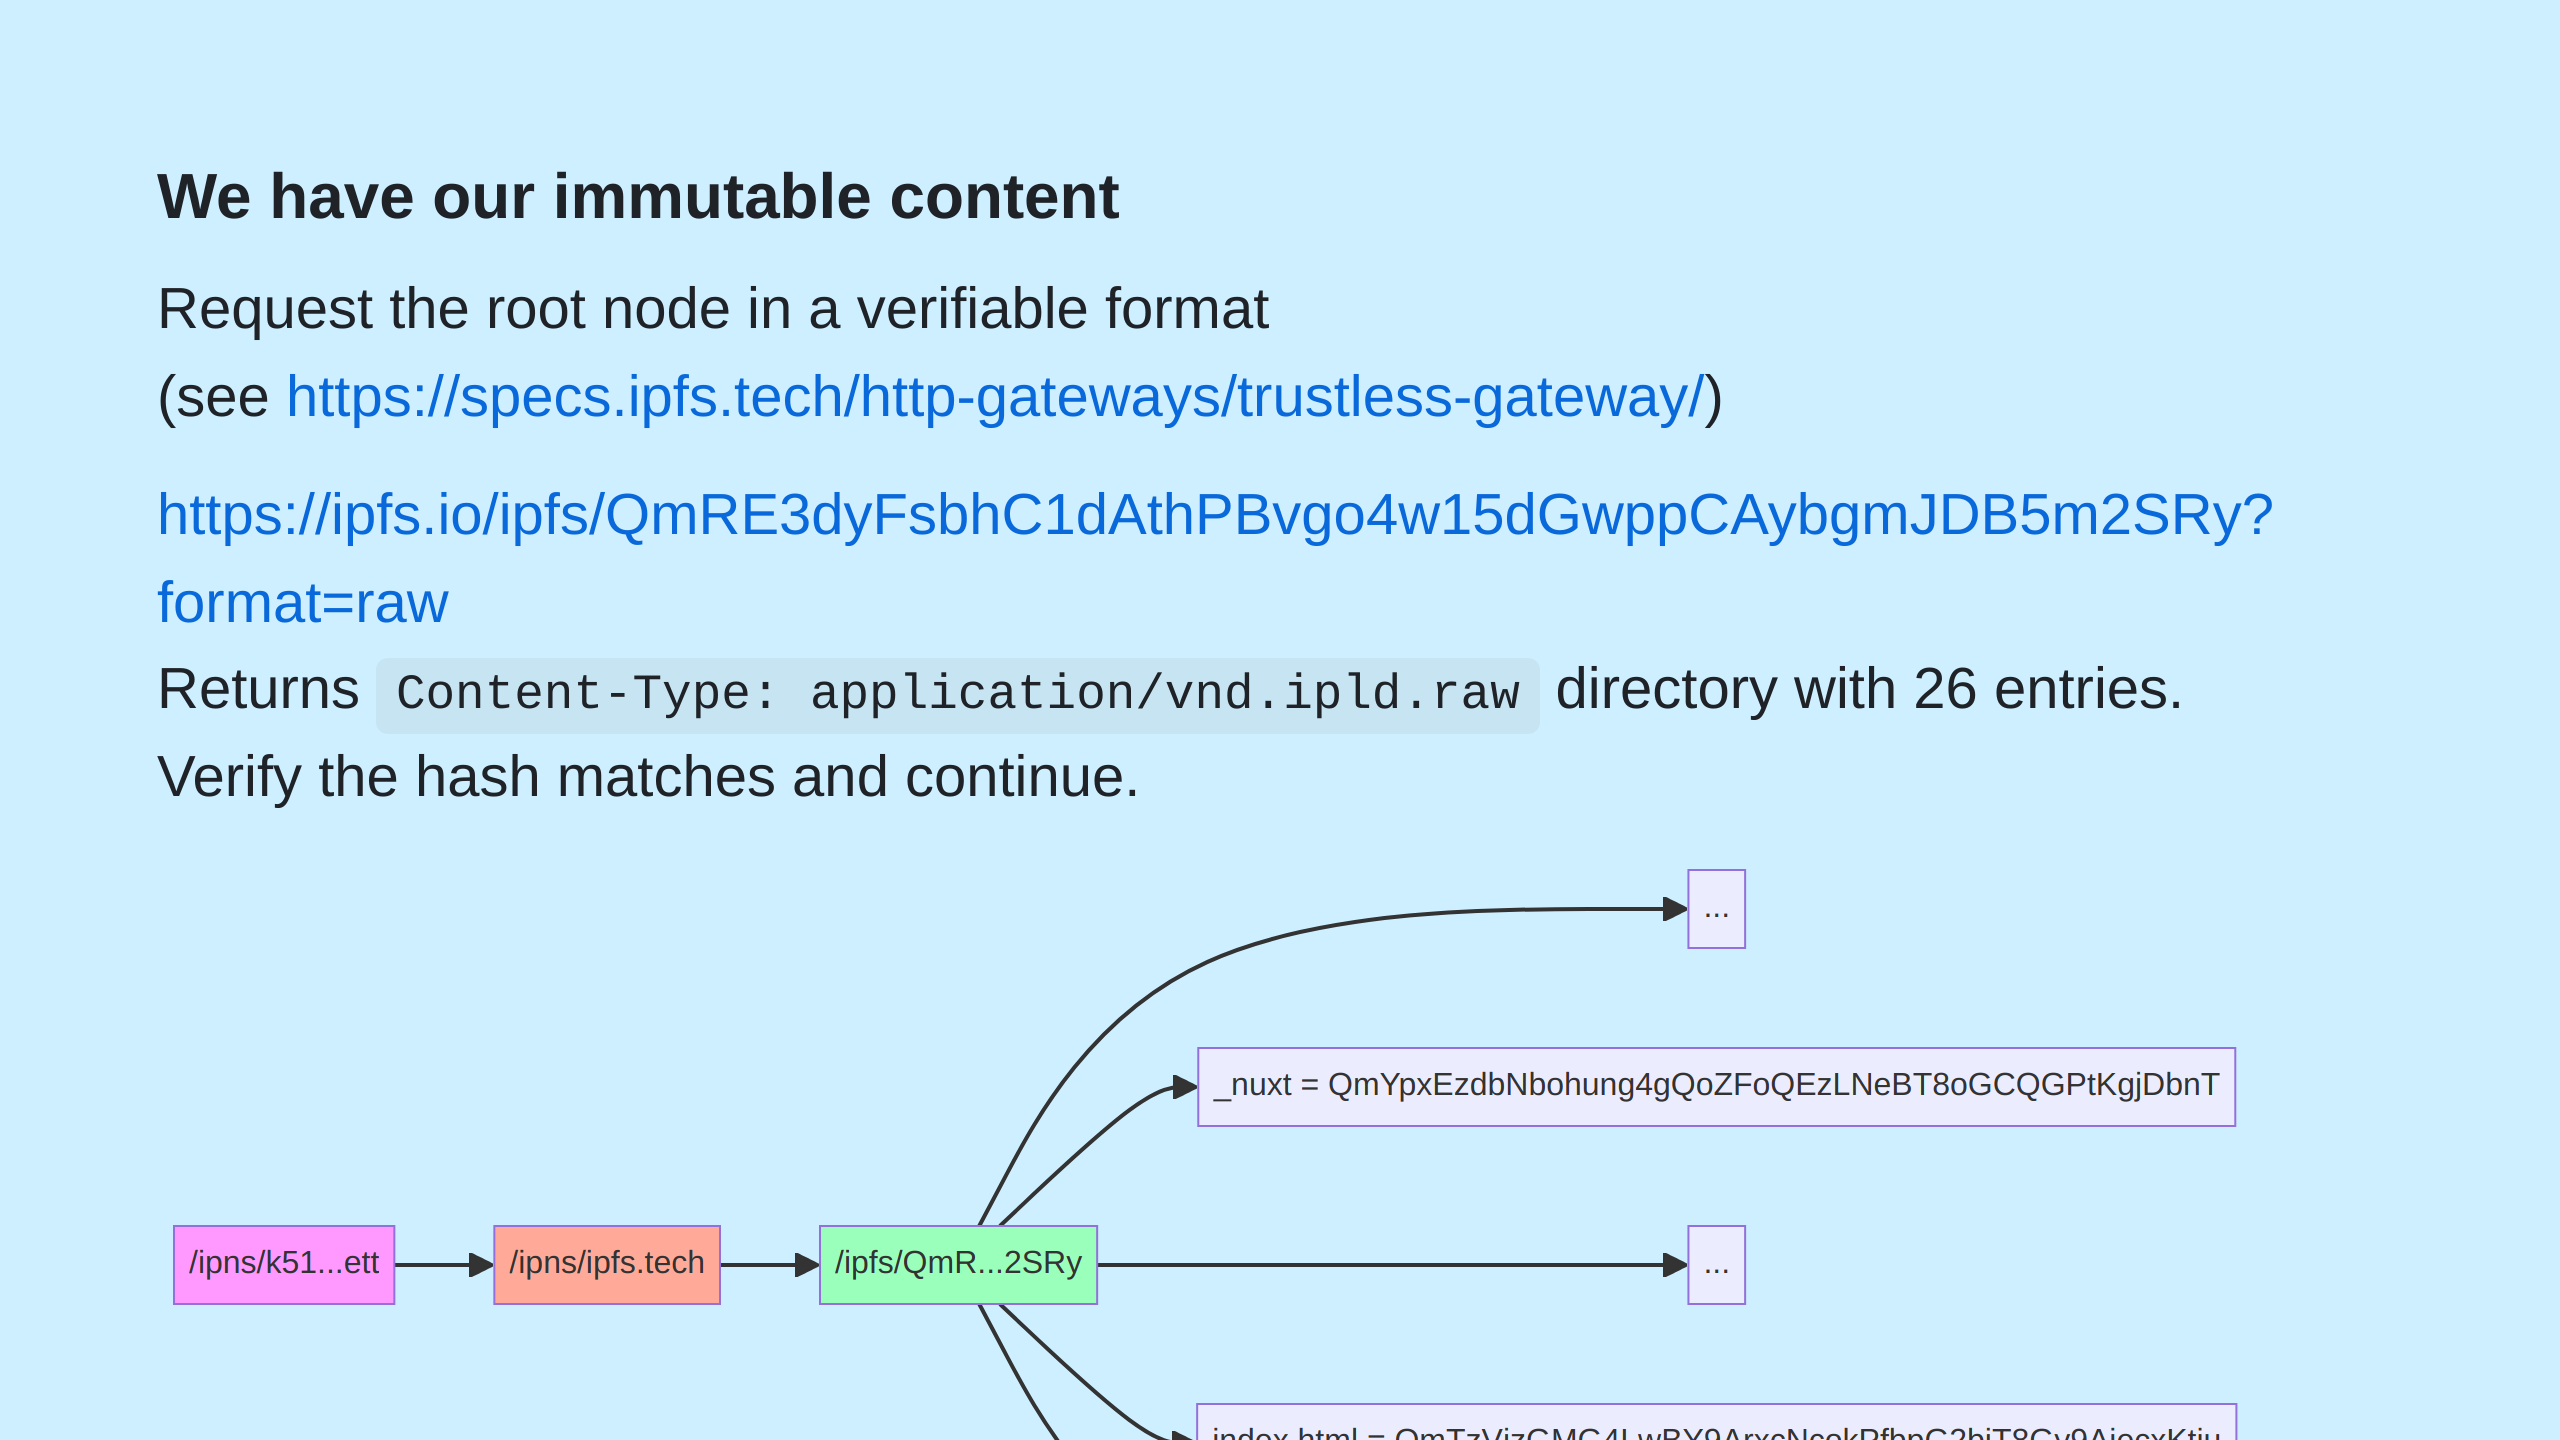 We have our immutable content
Request the root node in a verifiable format
(see https://specs.ipfs.tech/http-gateways/trustless-gateway/)
https://ipfs.io/ipfs/QmRE3dyFsbhC1dAthPBvgo4w15dGwppCAybgmJDB5m2SRy?
format=raw
Returns Content-Type: application/vnd.ipld.raw directory with 26 entries.
Verify the hash matches and continue.
...
_nuxt = QmYpxEzdbNbohung4gQoZFoQEzLNeBT8oGCQGPtKgjDbnT
/ipns/k51...ett
/ipns/ipfs.tech
/ipfs/QmR...2SRy
...
index.html =